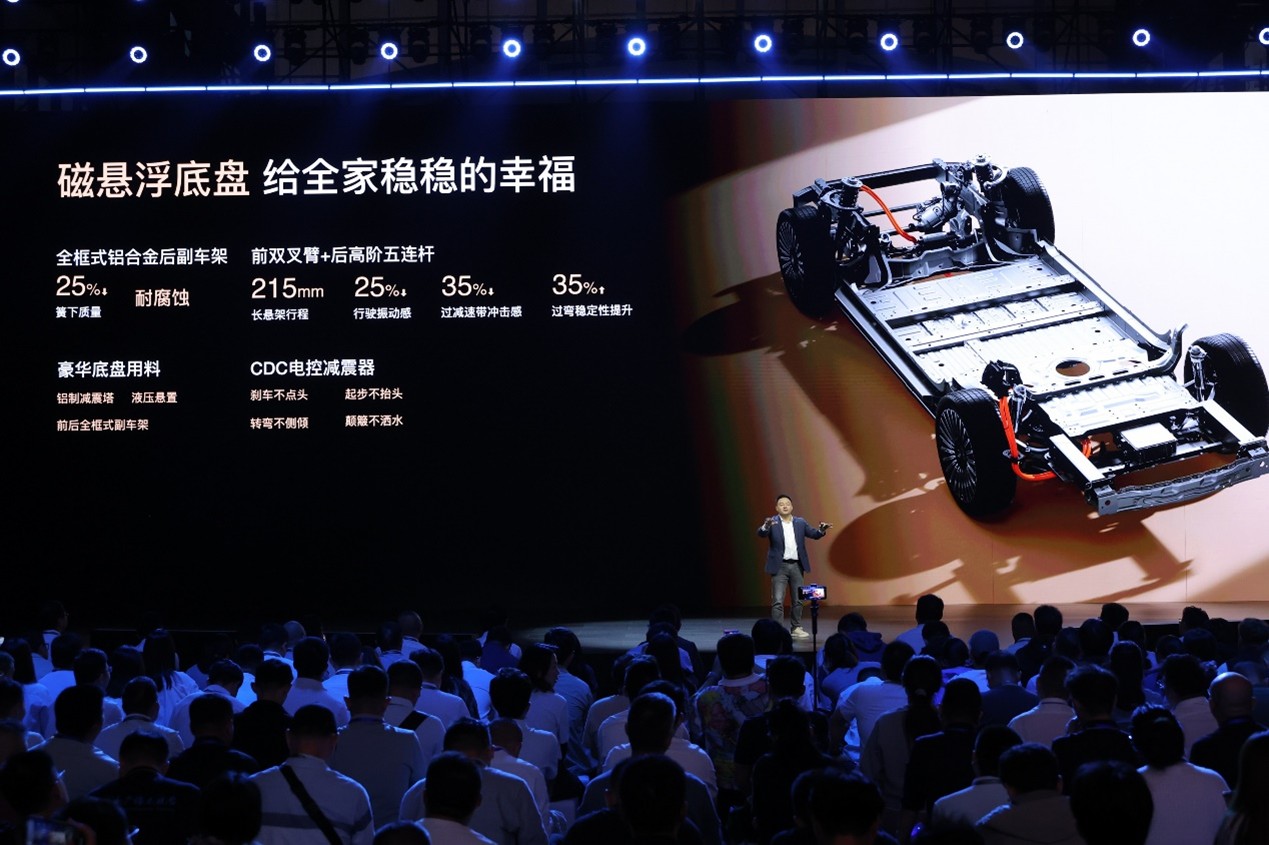 磁悬浮底盘 给全家稳稳的幸福
全框式铝合金后副车架
25%↓
耐腐蚀
簧下质量
前双叉臂+后高阶五连杆
215mm
长悬架行程
25%↓
行驶振动感
35%↓
过减速带冲击感
35%↑
过弯稳定性提升
豪华底盘用料
铝制减震塔 液压悬置
前后全框式副车架
CDC电控减震器
刹车不点头 起步不抬头
转弯不侧倾 颠簸不洒水